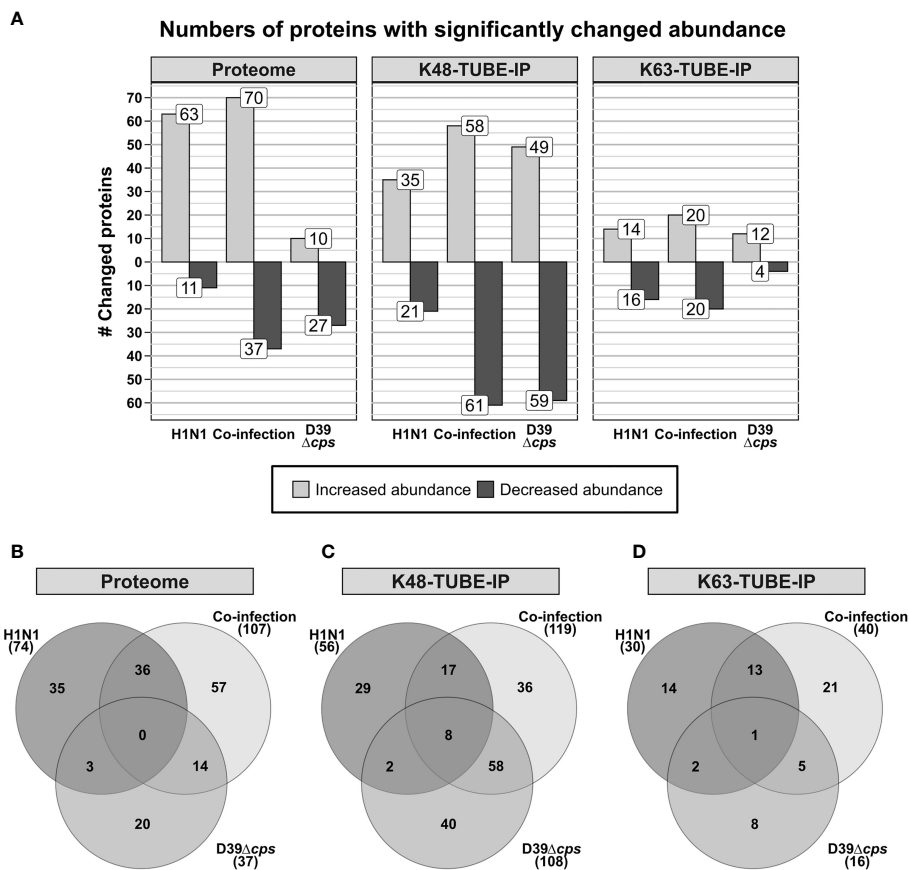 A
Numbers of proteins with significantly changed abundance
Proteome K48-TUBE-IP K63-TUBE-IP
# Changed proteins
70
60
50
40
30
20
10
0
10
20
30
40
50
60
63 70 10
11 37 27
35 58 49
21 61 59
14 20 12
16 20 4
H1N1 Co-infection D39 H1N1 Co-infection D39 H1N1 Co-infection D39
Δcps Δcps Δcps
Increased abundance Decreased abundance
B
Proteome
H1N1
(74)
Co-infection
(107)
36
35 57
0
3 14
20
D39Δcps
(37)
C
K48-TUBE-IP
H1N1
(56)
Co-infection
(119)
17
29 36
8
2 58
40
D39Δcps
(108)
D
K63-TUBE-IP
H1N1
(30)
Co-infection
(40)
13
14 21
1
2 5
8
D39Δcps
(16)